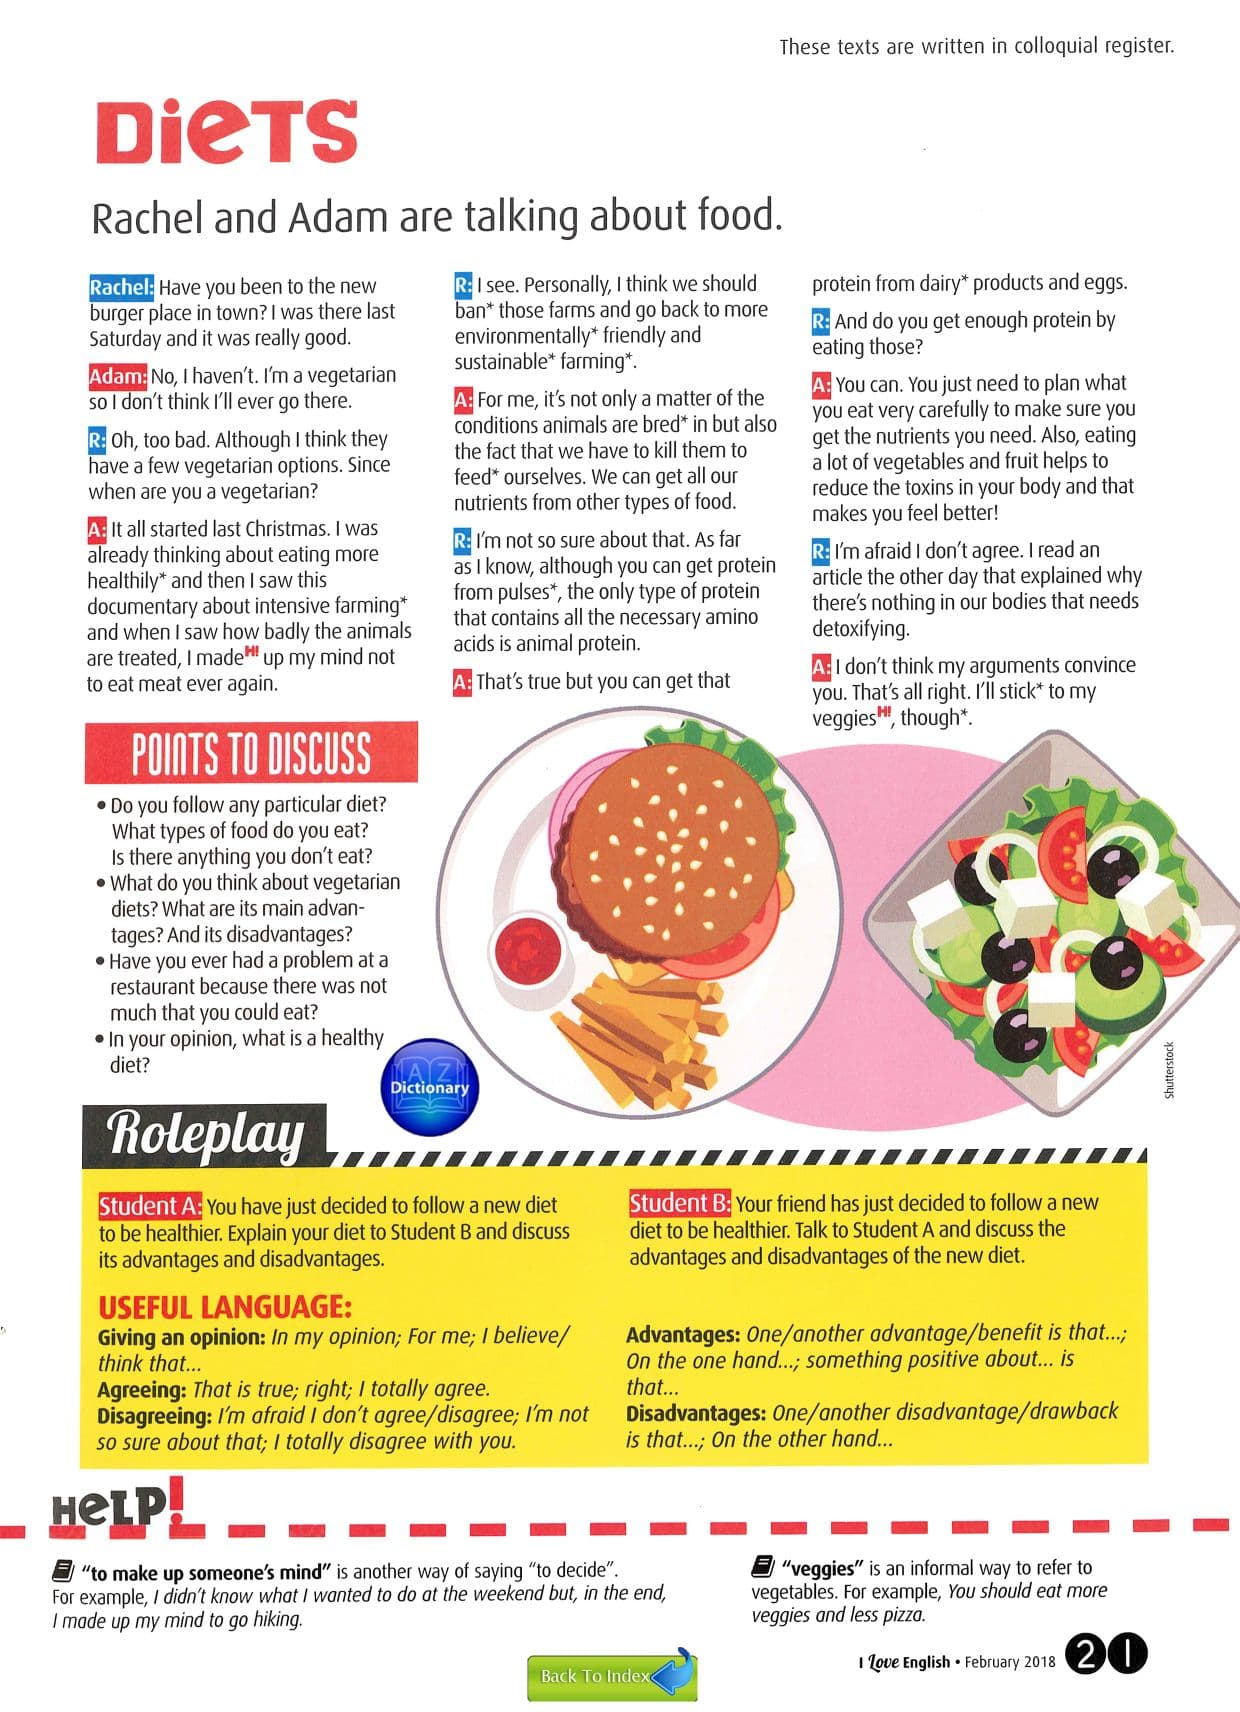 These texts are written in colloquial register.
DieTS
Rachel and Adam are talking about food.
Rachel: Have you been to the new
burger place in town? I was there last
Saturday and it was really good.
Adam: No, I haven't. I'm a vegetarian
so I don't think I'll ever go there.
R: Oh, too bad. Although I think they
have a few vegetarian options. Since
when are you a vegetarian?
A: It all started last Christmas. I was
already thinking about eating more
healthily* and then I saw this
documentary about intensive farming*
and when I saw how badly the animals
are treated, I made H! up my mind not
to eat meat ever again.
R: I see. Personally, I think we should
ban* those farms and go back to more
environmentally* friendly and
sustainable* farming*.
A: For me, it's not only a matter of the
conditions animals are bred* in but also
the fact that we have to kill them to
feed* ourselves. We can get all our
nutrients from other types of food.
R: I'm not so sure about that. As far
as I know, although you can get protein
from pulses*, the only type of protein
that contains all the necessary amino
acids is animal protein.
A: That's true but you can get that
protein from dairy* products and eggs.
R: And do you get enough protein by
eating those?
A: You can. You just need to plan what
you eat very carefully to make sure you
get the nutrients you need. Also, eating
a lot of vegetables and fruit helps to
reduce the toxins in your body and that
makes you feel better!
R: I'm afraid I don't agree. I read an
article the other day that explained why
there's nothing in our bodies that needs
detoxifying.
A: I don't think my arguments convince
you. That's all right. I'll stick* to my
veggies H!, though*.
POINTS TO DISCUSS
• Do you follow any particular diet?
What types of food do you eat?
Is there anything you don't eat?
• What do you think about vegetarian
diets? What are its main advan-
tages? And its disadvantages?
• Have you ever had a problem at a
restaurant because there was not
much that you could eat?
• In your opinion, what is a healthy
diet?
A Z
Dictionary
Shutterstock
Roleplay
Student A: You have just decided to follow a new diet
to be healthier. Explain your diet to Student B and discuss
its advantages and disadvantages.
Student B: Your friend has just decided to follow a new
diet to be healthier. Talk to Student A and discuss the
advantages and disadvantages of the new diet.
USEFUL LANGUAGE:
Giving an opinion: In my opinion; For me; I believe/
think that...
Agreeing: That is true; right; I totally agree.
Disagreeing: I'm afraid I don't agree/disagree; I'm not
so sure about that; I totally disagree with you.
Advantages: One/another advantage/benefit is that...;
On the one hand...; something positive about... is
that...
Disadvantages: One/another disadvantage/drawback
is that...; On the other hand...
HeLP!
"to make up someone's mind" is another way of saying "to decide".
For example, I didn't know what I wanted to do at the weekend but, in the end,
I made up my mind to go hiking.
"veggies" is an informal way to refer to
vegetables. For example, You should eat more
veggies and less pizza.
Back To Index
I Love English • February 2018 21